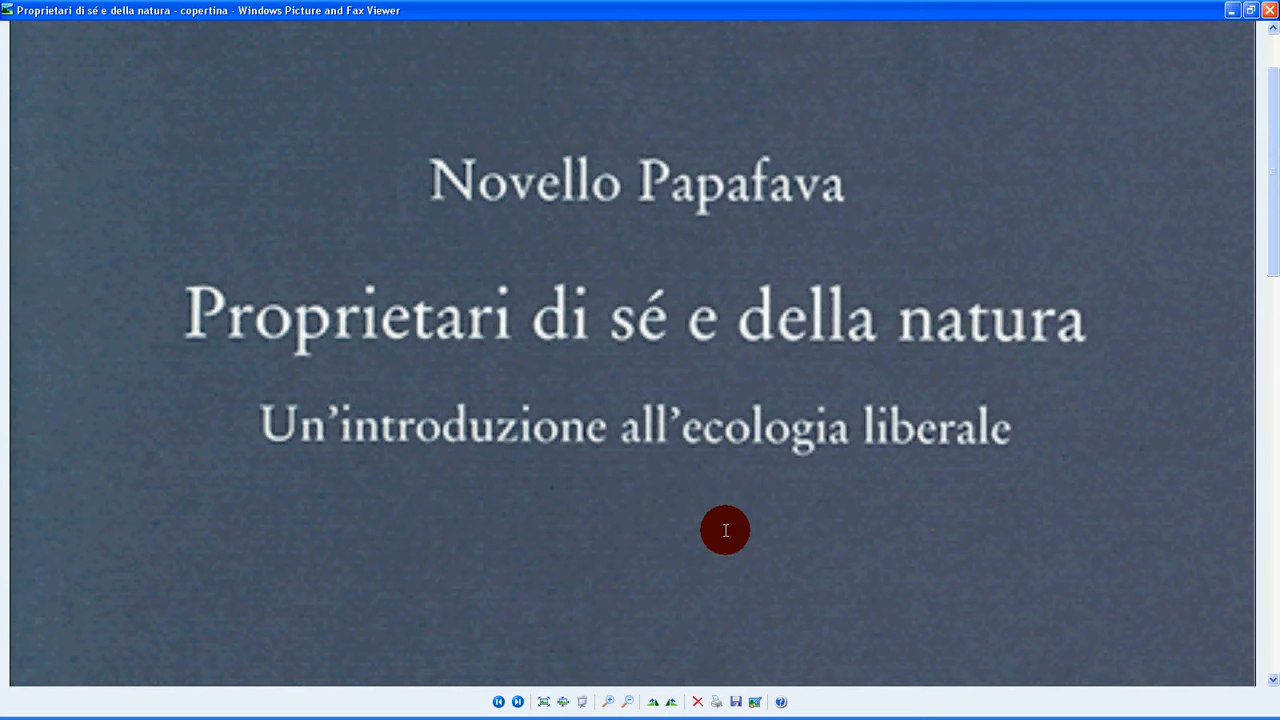 Proprietari di sé e della natura - copertina - Windows Picture and Fax Viewer
Novello Papafava
Proprietari di sé e della natura
Un’introduzione all’ecologia liberale